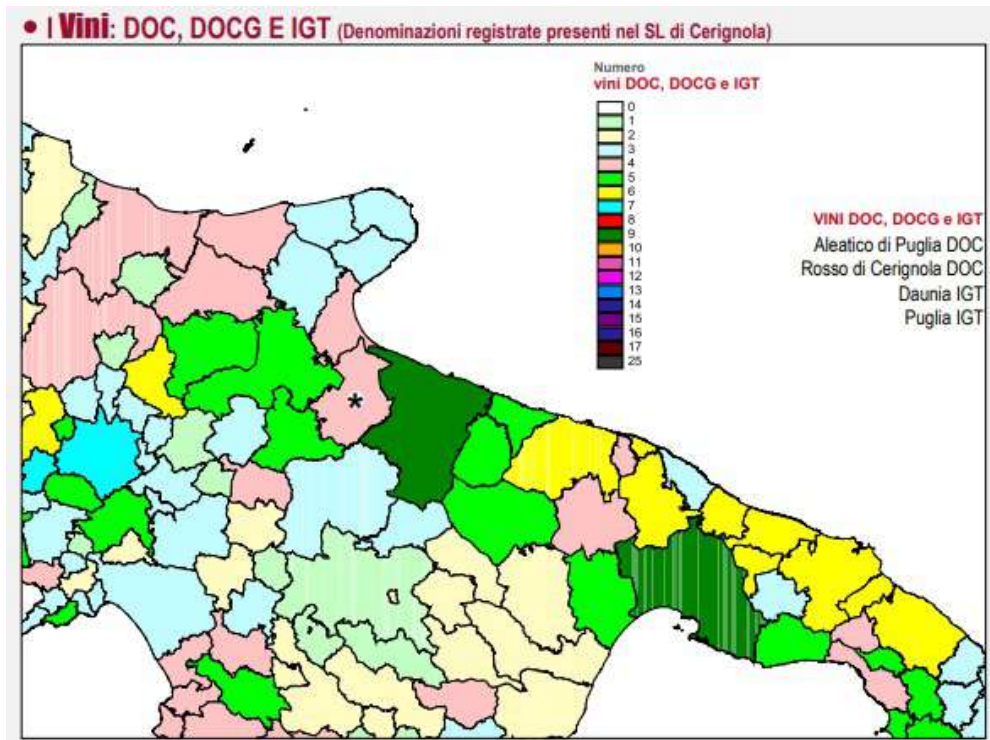 • I Vini: DOC, DOCG E IGT (Denominazioni registrate presenti nel SL di Cerignola)
Numero
vini DOC, DOCG e IGT
0
1
2
3
4
5
6
7
8
9
10
11
12
13
14
15
16
17
25
VINI DOC, DOCG e IGT
Aleatico di Puglia DOC
Rosso di Cerignola DOC
Daunia IGT
Puglia IGT
*